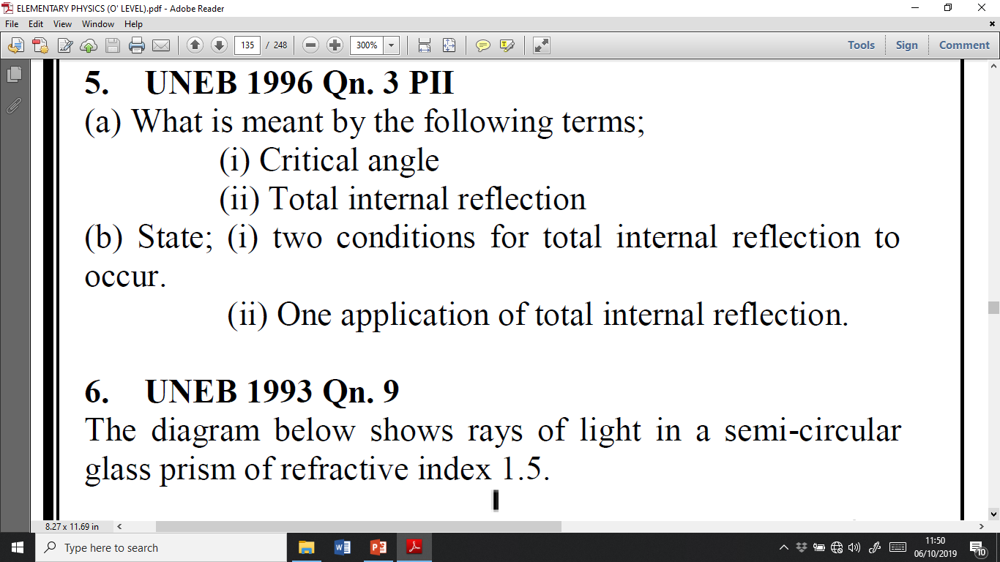 ELEMENTARY PHYSICS (O' LEVEL).pdf - Adobe Reader
File Edit View Window Help
135 / 248 300% Tools Sign Comment
5. UNEB 1996 Qn. 3 PII
(a) What is meant by the following terms;
(i) Critical angle
(ii) Total internal reflection
(b) State; (i) two conditions for total internal reflection to
occur.
(ii) One application of total internal reflection.
6. UNEB 1993 Qn. 9
The diagram below shows rays of light in a semi-circular
glass prism of refractive index 1.5.
8.27 x 11.69 in
Type here to search
11:50
06/10/2019
10